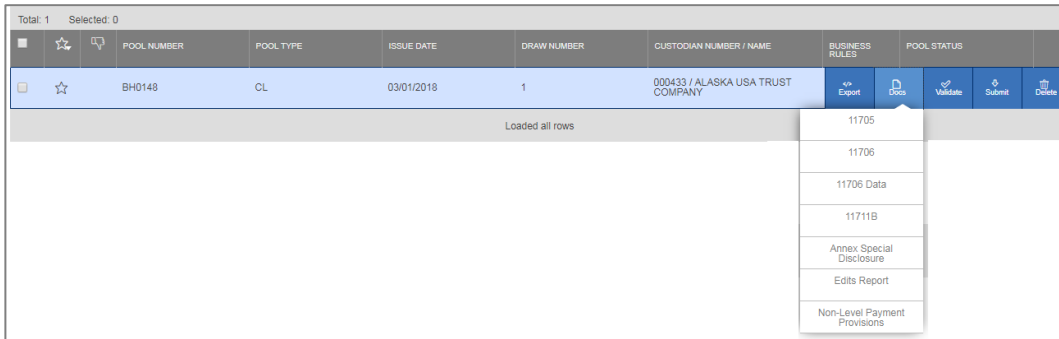 Total: 1 Selected: 0
POOL NUMBER POOL TYPE ISSUE DATE DRAW NUMBER CUSTODIAN NUMBER / NAME BUSINESS RULES POOL STATUS
BH0148 CL 03/01/2018 1 000433 / ALASKA USA TRUST COMPANY Export Docs Validate Submit Delete
Loaded all rows
11705
11706
11706 Data
11711B
Annex Special
Disclosure
Edits Report
Non-Level Payment
Provisions